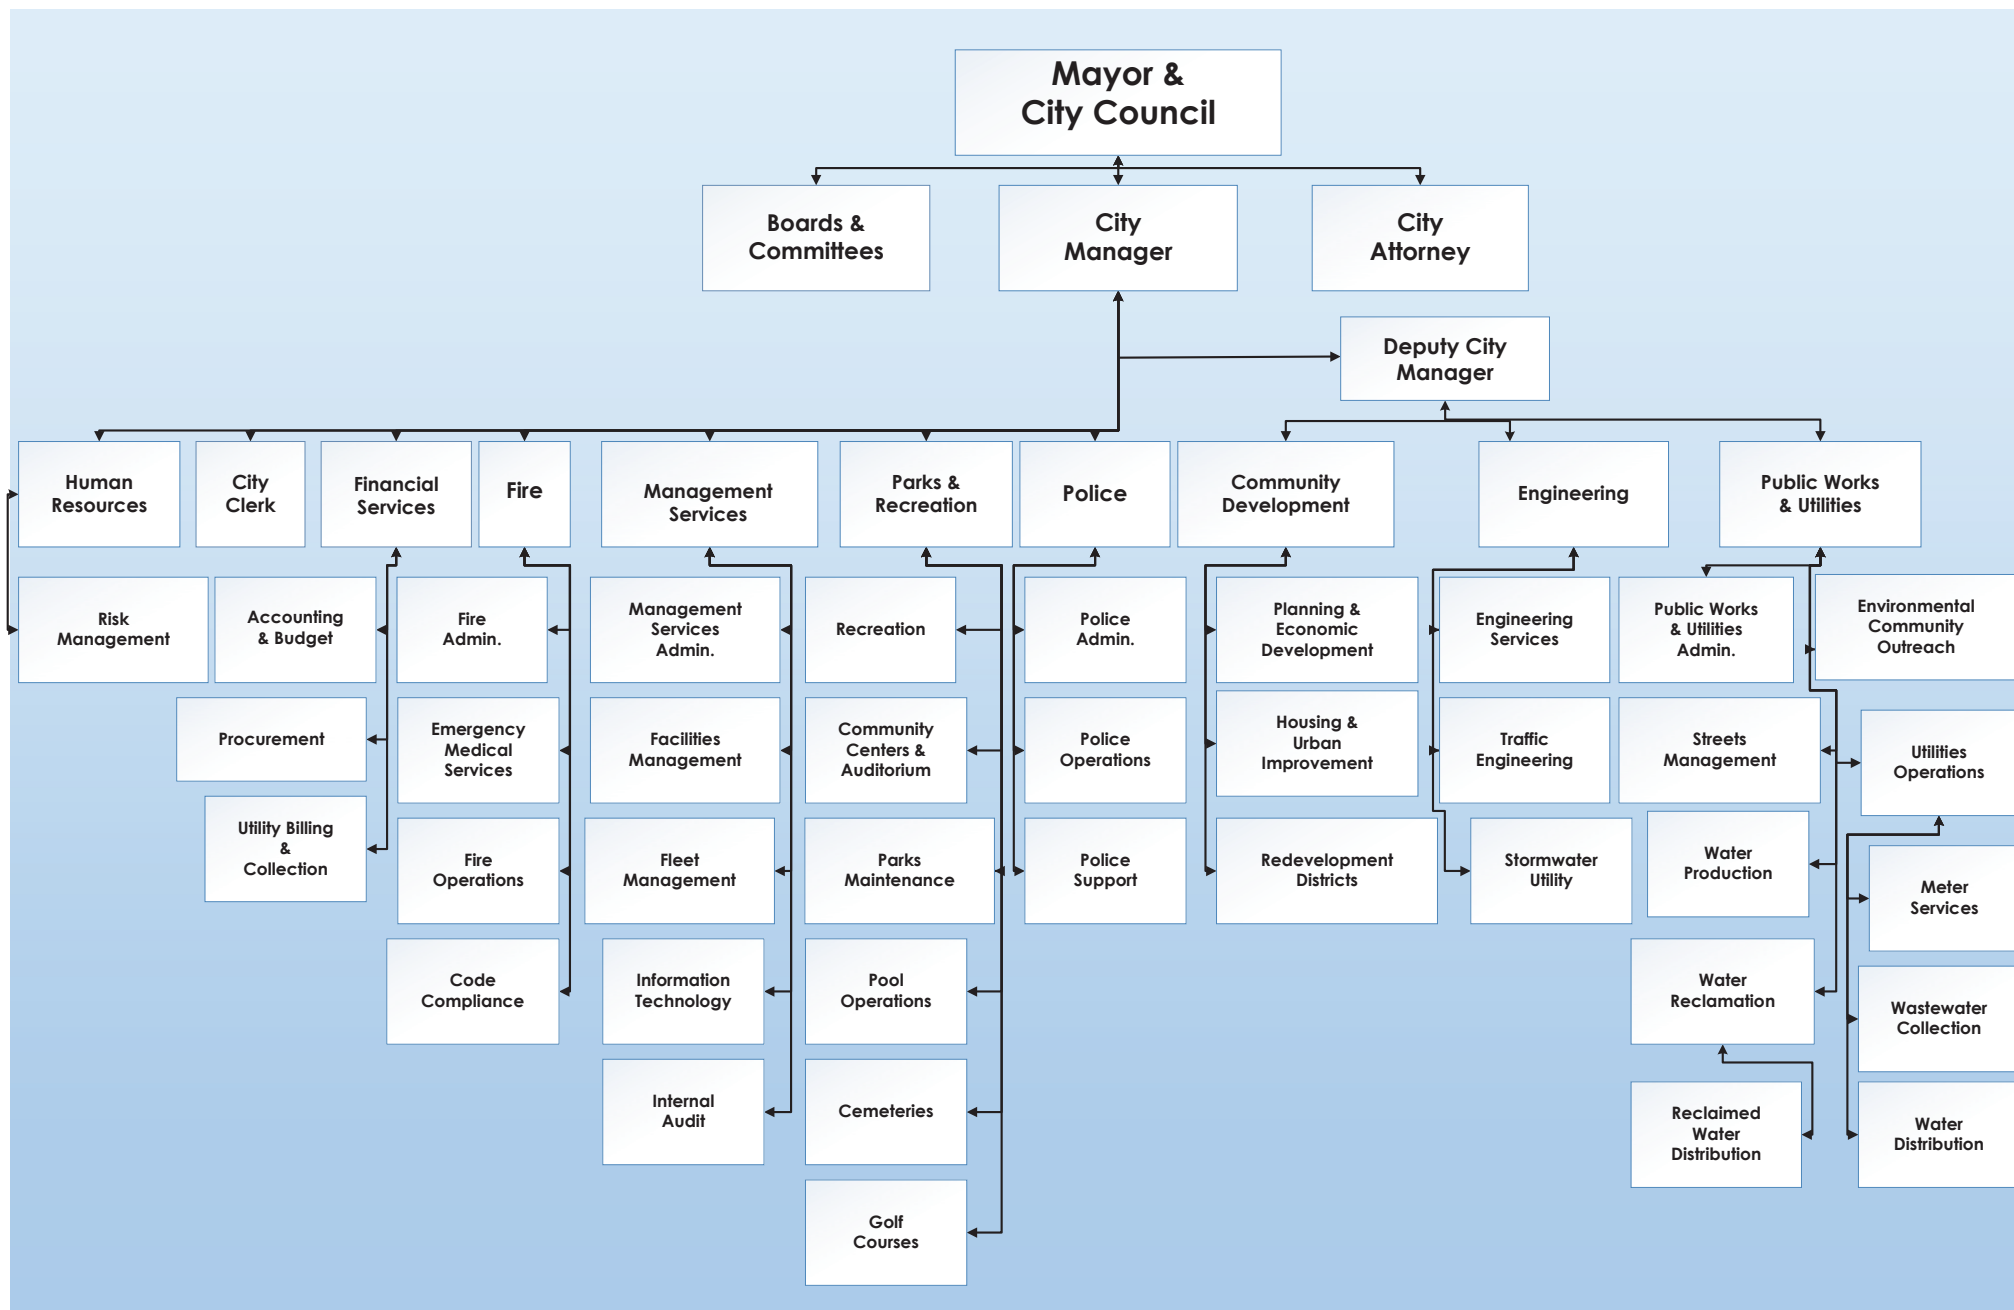 Mayor &
City Council
Boards &
Committees
City
Manager
City
Attorney
Deputy City
Manager
Human
Resources
City
Clerk
Financial
Services
Fire
Management
Services
Parks &
Recreation
Police
Community
Development
Engineering
Public Works
& Utilities
Risk
Management
Accounting
& Budget
Fire
Admin.
Management
Services
Admin.
Recreation
Police
Admin.
Planning &
Economic
Development
Engineering
Services
Public Works
& Utilities
Admin.
Environmental
Community
Outreach
Procurement
Emergency
Medical
Services
Facilities
Management
Community
Centers &
Auditorium
Police
Operations
Housing &
Urban
Improvement
Traffic
Engineering
Streets
Management
Utilities
Operations
Utility Billing
&
Collection
Fire
Operations
Fleet
Management
Parks
Maintenance
Police
Support
Redevelopment
Districts
Stormwater
Utility
Water
Production
Meter
Services
Code
Compliance
Information
Technology
Pool
Operations
Water
Reclamation
Wastewater
Collection
Internal
Audit
Cemeteries
Reclaimed
Water
Distribution
Water
Distribution
Golf
Courses